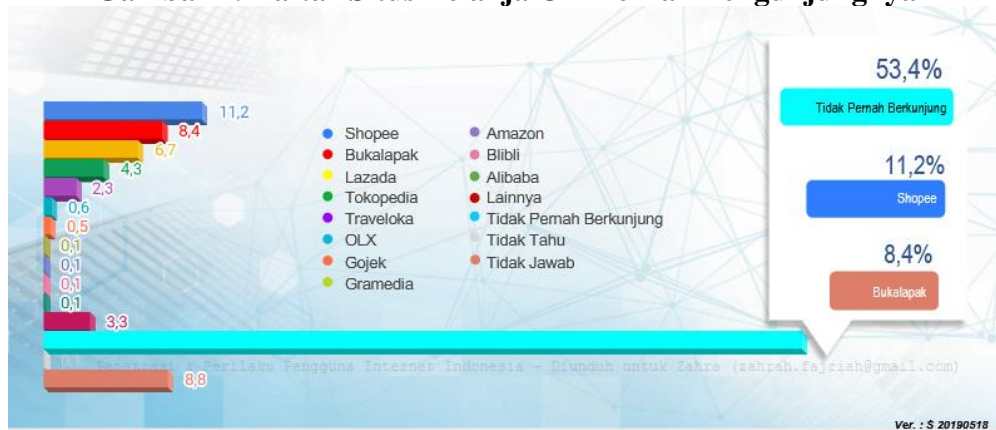 11,2
8,4
6,7
4,3
2,3
0,6
0,5
0,1
0,1
0,1
0,1
3,3
0,1
8,8
Shopee
Bukalapak
Lazada
Tokopedia
Traveloka
OLX
Gojek
Gramedia
Amazon
Blibli
Alibaba
Lainnya
Tidak Pernah Berkunjung
Tidak Tahu
Tidak Jawab
53,4%
Tidak Pernah Berkunjung
11,2%
Shopee
8,4%
Bukalapak
Penetrasi & Perilaku Pengguna Internet Indonesia - Diunduh untuk Zahra (zahrah.fajriah@gmail.com)
Ver. : S 20190518